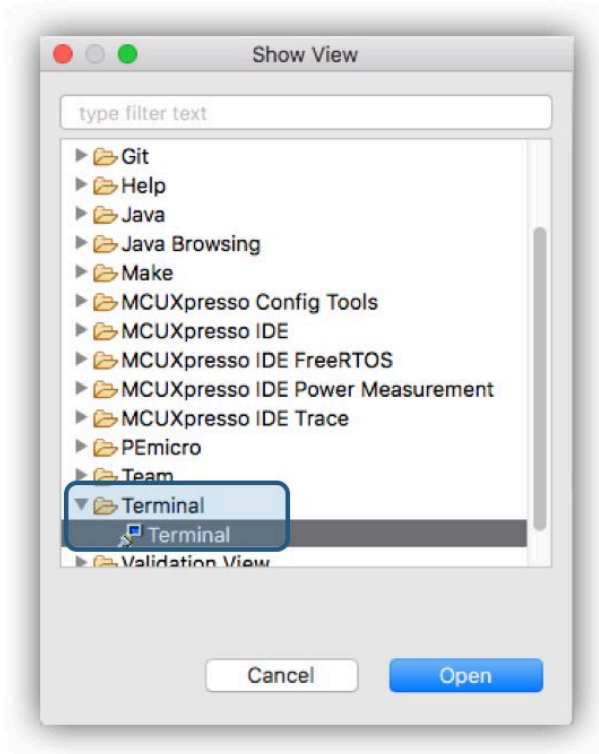 Show View
type filter text
Git
Help
Java
Java Browsing
Make
MCUXpresso Config Tools
MCUXpresso IDE
MCUXpresso IDE FreeRTOS
MCUXpresso IDE Power Measurement
MCUXpresso IDE Trace
PEmicro
Team
Terminal
Terminal
Validation View
Cancel Open